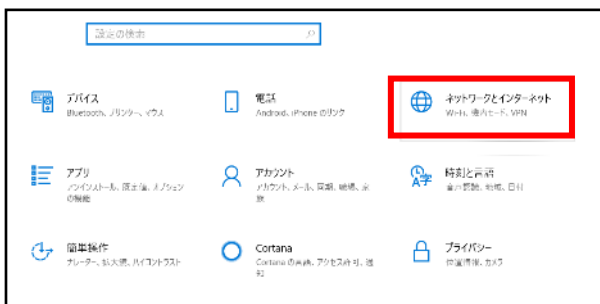 設定の検索
デバイス
Bluetooth、プリンター、マウス
電話
Android、iPhone のリンク
ネットワークとインターネット
Wi-Fi、機内モード、VPN
アプリ
アンインストール、既定値、オプション
の機能
アカウント
アカウント、メール、同期、職場、家
族
時刻と言語
音声認識、地域、日付
簡単操作
ナレーター、拡大鏡、ハイコントラスト
Cortana
Cortana の言語、アクセス許可、通
知
プライバシー
位置情報、カメラ